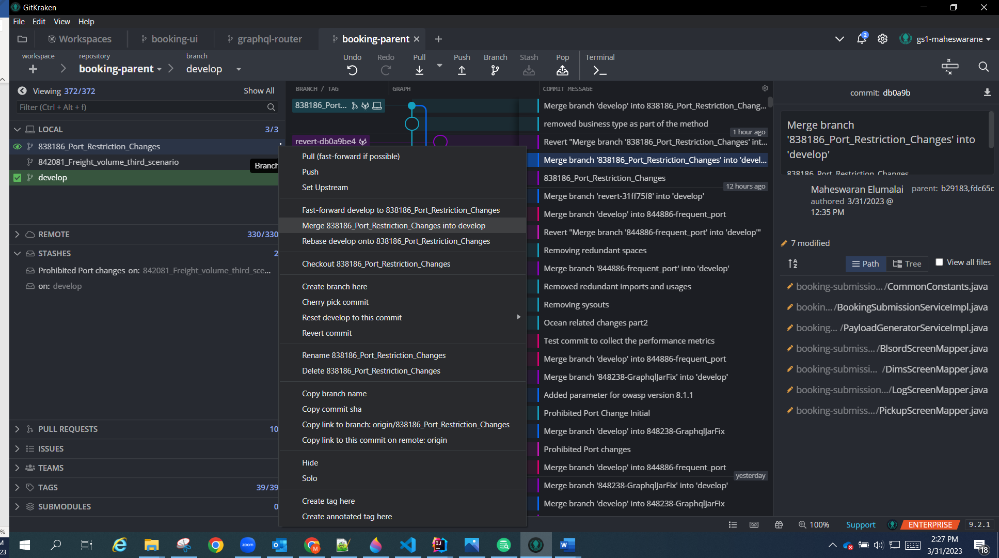 GitKraken
File Edit View Help
Workspaces booking-ui graphql-router booking-parent
2 gs1-maheswarane
workspace repository branch
booking-parent develop
Undo Redo Pull Push Branch Stash Pop Terminal
Viewing 372/372 Show All
Filter (Ctrl + Alt + f)
LOCAL 3/3
838186_Port_Restriction_Changes
842081_Freight_volume_third_scenario
Branch
develop
REMOTE 330/330
STASHES 2
Prohibited Port changes on: 842081_Freight_volume_third_sce...
on: develop
PULL REQUESTS 10
ISSUES
TEAMS
TAGS 39/39
SUBMODULES 0
BRANCH / TAG GRAPH COMMIT MESSAGE
838186_Port...
revert-db0a9be4
Pull (fast-forward if possible)
Push
Set Upstream
Fast-forward develop to 838186_Port_Restriction_Changes
Merge 838186_Port_Restriction_Changes into develop
Rebase develop onto 838186_Port_Restriction_Changes
Checkout 838186_Port_Restriction_Changes
Create branch here
Cherry pick commit
Reset develop to this commit
Revert commit
Rename 838186_Port_Restriction_Changes
Delete 838186_Port_Restriction_Changes
Copy branch name
Copy commit sha
Copy link to branch: origin/838186_Port_Restriction_Changes
Copy link to this commit on remote: origin
Hide
Solo
Create tag here
Create annotated tag here
Merge branch 'develop' into 838186_Port_Restriction_Chang...
removed business type as part of the method
1 hour ago
Revert "Merge branch '838186_Port_Restriction_Changes' int...
Merge branch '838186_Port_Restriction_Changes' into 'devel...
838186_Port_Restriction_Changes
12 hours ago
Merge branch 'revert-31ff75f8' into 'develop'
Merge branch 'develop' into 844886-frequent_port
Revert "Merge branch '844886-frequent_port' into 'develop'"
Removing redundant spaces
Merge branch '844886-frequent_port' into 'develop'
Removed redundant imports and usages
Removing sysouts
Ocean related changes part2
Test commit to collect the performance metrics
Merge branch 'develop' into 844886-frequent_port
Merge branch '848238-GraphqlJarFix' into 'develop'
Added parameter for owasp version 8.1.1
Prohibited Port Change Initial
Merge branch 'develop' into 848238-GraphqlJarFix
Prohibited Port changes
Merge branch 'develop' into 844886-frequent_port
yesterday
Merge branch '848238-GraphqlJarFix' into 'develop'
Merge branch 'develop' into 848238-GraphqlJarFix
commit: db0a9b
Merge branch
'838186_Port_Restriction_Changes' into
'develop'
838186_Port_Restriction_Changes
Maheswaran Elumalai parent: b29183,fdc65c
authored 3/31/2023 @
12:35 PM
7 modified
Path Tree View all files
booking-submissio... /CommonConstants.java
bookin... /BookingSubmissionServiceImpl.java
booking... /PayloadGeneratorServiceImpl.java
booking-submiss... /BlsordScreenMapper.java
booking-submissi... /DimsScreenMapper.java
booking-submission... /LogScreenMapper.java
booking-submiss... /PickupScreenMapper.java
100% Support ENTERPRISE 9.2.1
zoom
2:27 PM
3/31/2023
18